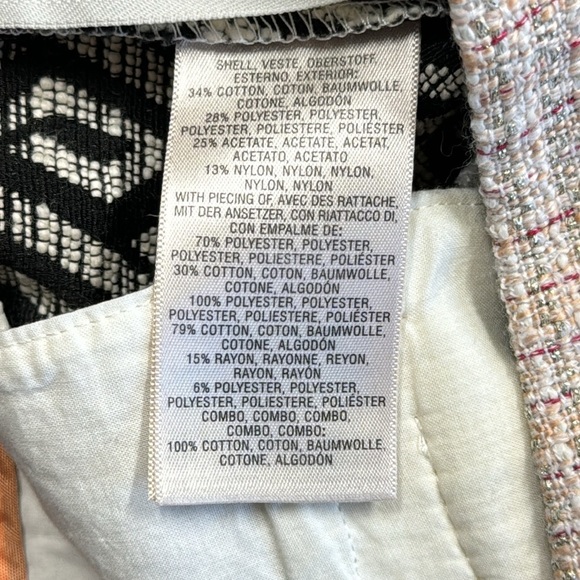 SHELL, VESTE, OBERSTOFF,
ESTERNO, EXTERIOR:
34% COTTON, COTON, BAUMWOLLE,
COTONE, ALGODÓN
28% POLYESTER, POLYESTER,
POLYESTER, POLIESTERE, POLIÉSTER
25% ACETATE, ACÉTATE, ACETAT,
ACETATO, ACETATO
13% NYLON, NYLON, NYLON,
NYLON, NYLON
WITH PIECING OF AVEC DES RATTACHE,
MIT DER ANSETZER, CON RIATTACCO DI,
CON EMPALME DE:
70% POLYESTER, POLYESTER,
POLYESTER, POLIESTERE, POLIÉSTER
30% COTTON, COTON, BAUMWOLLE,
COTONE, ALGODÓN
100% POLYESTER, POLYESTER,
POLYESTER, POLIESTERE, POLIÉSTER
79% COTTON, COTON, BAUMWOLLE,
COTONE, ALGODÓN
15% RAYON, RAYONNE, REYON,
RAYON, RAYÓN
6% POLYESTER, POLYESTER,
POLYESTER, POLIESTERE, POLIÉSTER
COMBO, COMBO, COMBO,
COMBO, COMBO:
100% COTTON, COTON, BAUMWOLLE,
COTONE, ALGODÓN